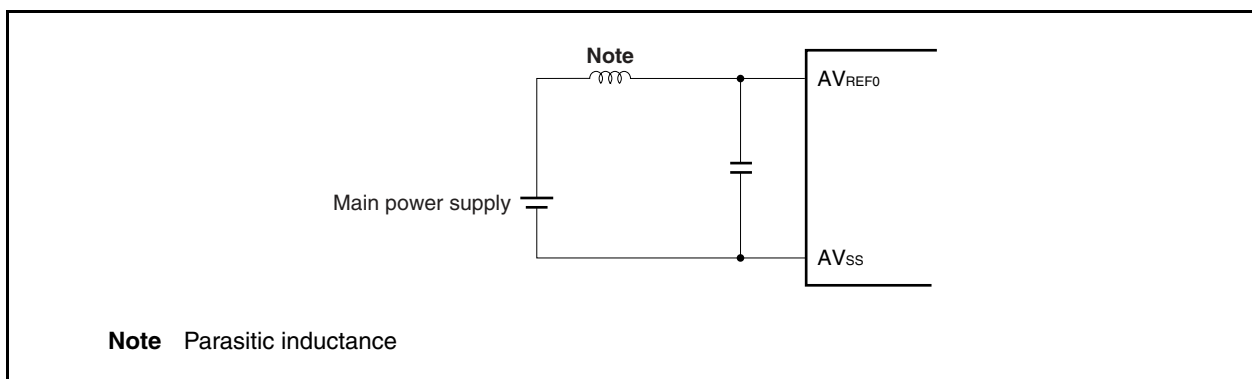 Note
AVREF0
Main power supply
AVSS
Note Parasitic inductance